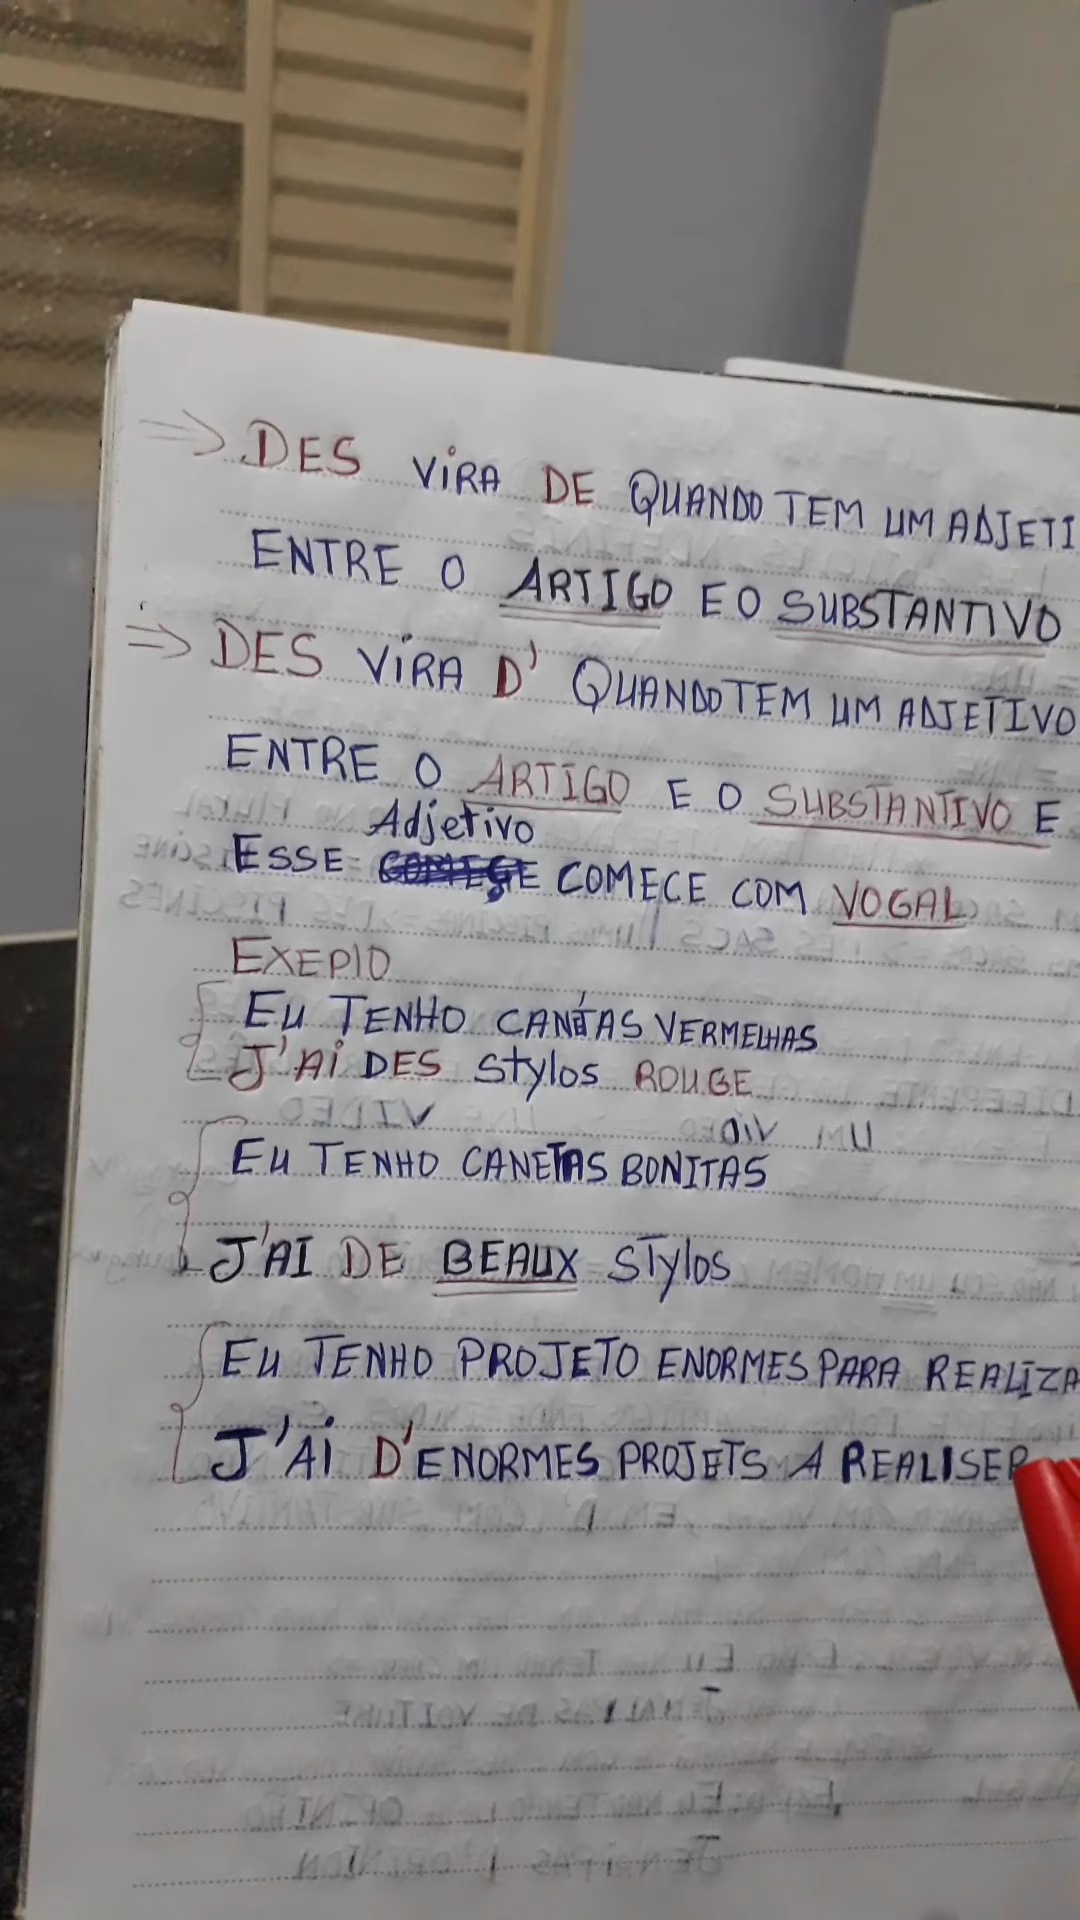 ⇒ DES VIRA DE QUANDO TEM UM ADJETI
ENTRE O ARTIGO E O SUBSTANTIVO
⇒ DES VIRA D' QUANDO TEM UM ADJETIVO
ENTRE O ARTIGO E O SUBSTANTIVO E
Adjetivo
ESSE COMECE COM VOGAL
EXEPIO
EU TENHO CANÉTAS VERMELHAS
J'AI DES stylos ROUGE
EU TENHO CANETAS BONITAS
J'AI DE BEAUX STylos
EU TENHO PROJETO ENORMES PARA REALIZA
J'AI D'ENORMES PROJETS A REALISER